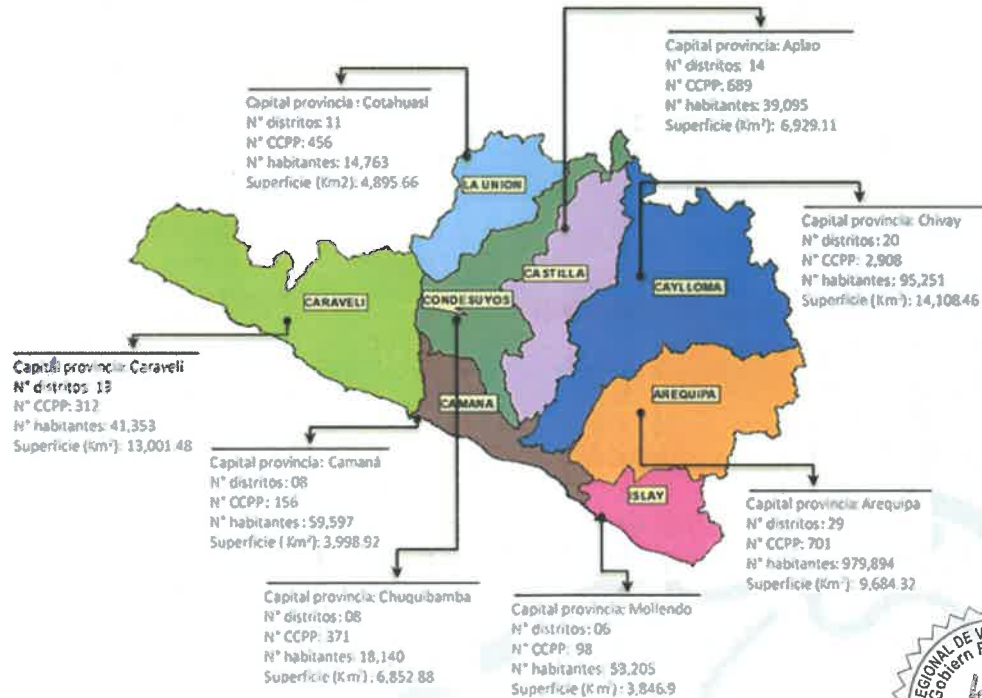 Capital provincia: Aplao
N° distritos: 14
N° CCPP: 689
N° habitantes: 39,095
Superficie (Km²): 6,929.11
Capital provincia: Cotahuasi
N° distritos: 11
N° CCPP: 456
N° habitantes: 14,763
Superficie (Km2): 4,895.66
LA UNION
Capital provincia: Chivay
N° distritos: 20
N° CCPP: 2,908
N° habitantes: 95,251
Superficie (Km²): 14,108.46
CASTILLA
CAYLLOMA
CARAVELI
CONDESUYOS
Capital provincia: Caravelí
N° distritos: 13
N° CCPP: 312
N° habitantes: 41,353
Superficie (Km²): 13,001.48
CAMANA
AREQUIPA
Capital provincia: Camaná
N° distritos: 08
N° CCPP: 156
N° habitantes: 59,597
Superficie (Km²): 3,998.92
ISLAY
Capital provincia: Arequipa
N° distritos: 29
N° CCPP: 701
N° habitantes: 979,894
Superficie (Km²): 9,684.32
Capital provincia: Chuquibamba
N° distritos: 08
N° CCPP: 371
N° habitantes: 18,140
Superficie (Km²): 6,852.88
Capital provincia: Mollendo
N° distritos: 06
N° CCPP: 98
N° habitantes: 53,205
Superficie (Km²): 3,846.9
REGIONAL DE